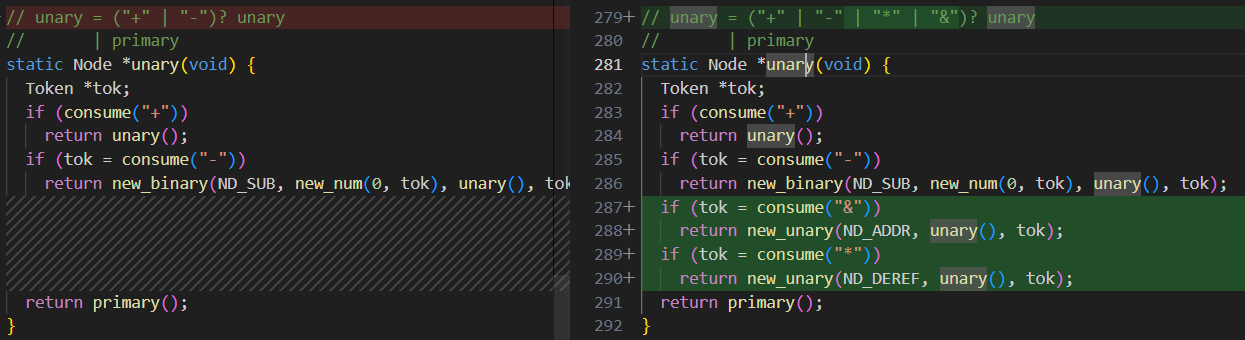 // unary = ("+" | "-")? unary
//       | primary
static Node *unary(void) {
  Token *tok;
  if (consume("+"))
    return unary();
  if (tok = consume("-"))
    return new_binary(ND_SUB, new_num(0, tok), unary(), tok
  return primary();
}
279+ // unary = ("+" | "-" | "*" | "&")? unary
280 //       | primary
281 static Node *unary(void) {
282   Token *tok;
283   if (consume("+"))
284     return unary();
285   if (tok = consume("-"))
286     return new_binary(ND_SUB, new_num(0, tok), unary(), tok);
287+   if (tok = consume("&"))
288+     return new_unary(ND_ADDR, unary(), tok);
289+   if (tok = consume("*"))
290+     return new_unary(ND_DEREF, unary(), tok);
291   return primary();
292 }